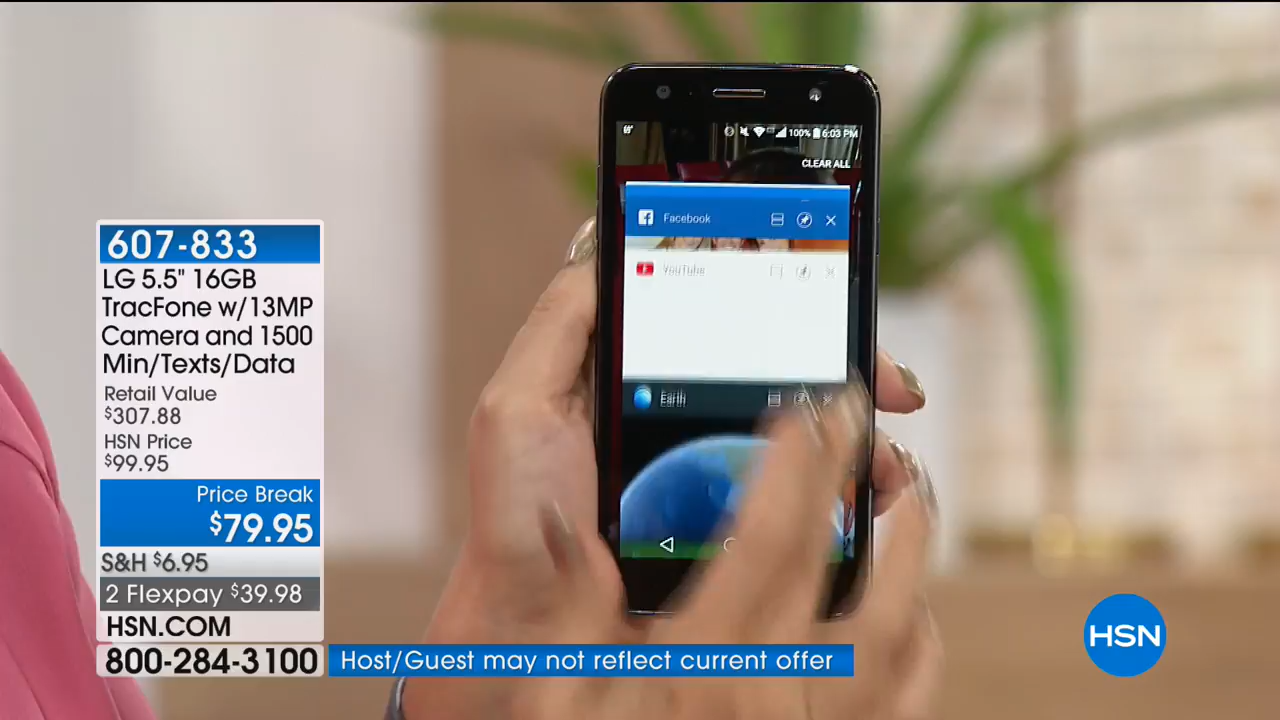 607-833
LG 5.5" 16GB
TracFone w/13MP
Camera and 1500
Min/Texts/Data
Retail Value
$307.88
HSN Price
$99.95
Price Break
$79.95
S&H $6.95
2 Flexpay $39.98
HSN.COM
800-284-3100
Host/Guest may not reflect current offer
100% 6:03 PM
CLEAR ALL
Facebook
YouTube
Earth
HSN